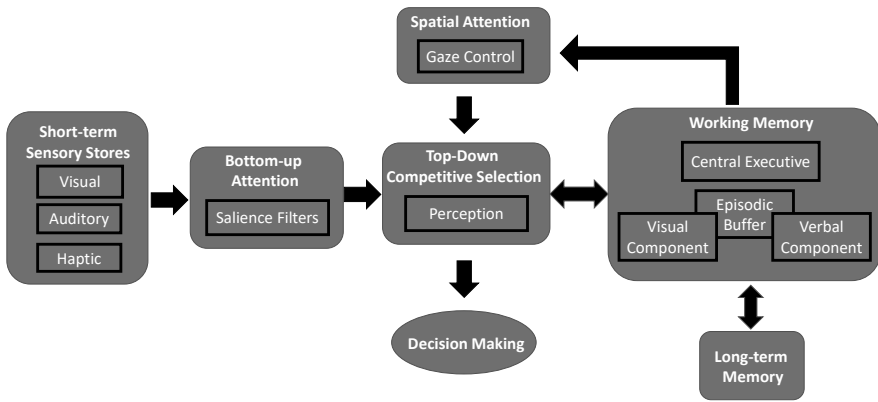 Spatial Attention
Gaze Control
Short-term
Sensory Stores
Visual
Auditory
Haptic
Bottom-up
Attention
Salience Filters
Top-Down
Competitive Selection
Perception
Decision Making
Working Memory
Central Executive
Episodic
Buffer
Visual
Component
Verbal
Component
Long-term
Memory